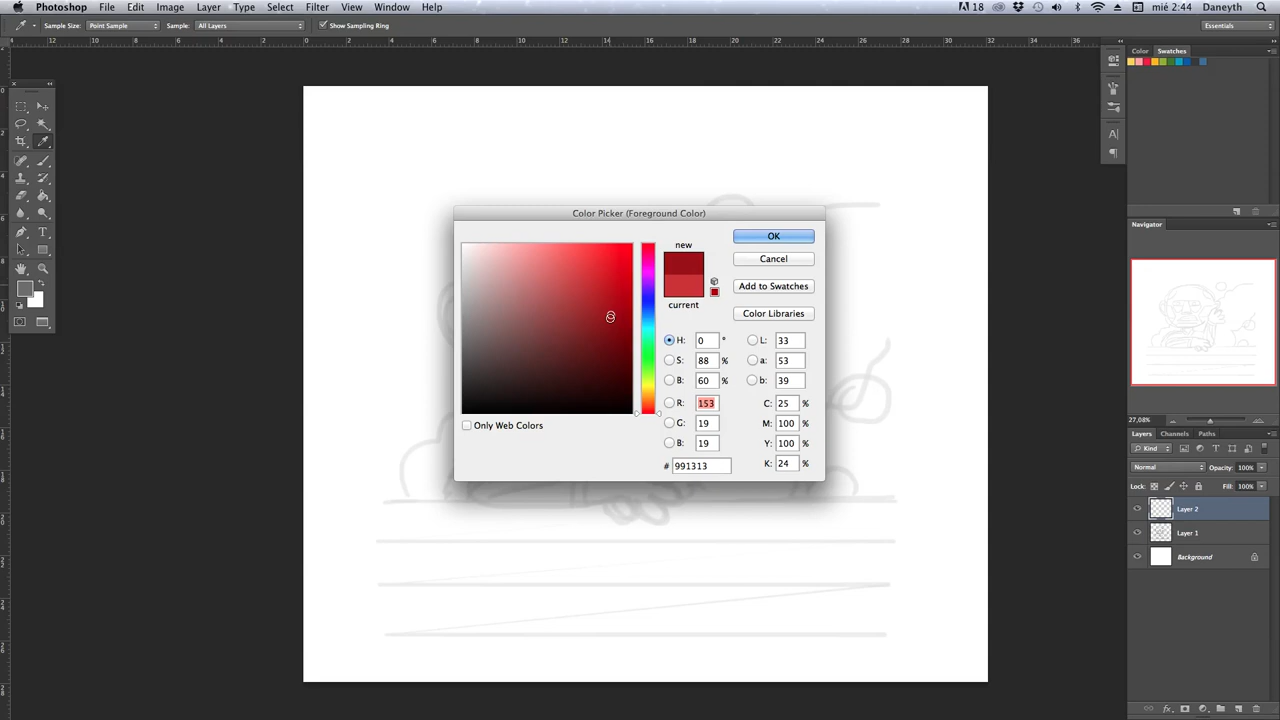 Photoshop File Edit Image Layer Type Select Filter View Window Help 18 mié 2:44 Daneyth
Sample Size: Point Sample Sample: All Layers Show Sampling Ring Essentials
Color Swatches
Color Picker (Foreground Color)
new
current
OK
Cancel
Add to Swatches
Color Libraries
H: 0 ° L: 33
S: 88 % a: 53
B: 60 % b: 39
R: 153 C: 25 %
G: 19 M: 100 %
B: 19 Y: 100 %
# 991313 K: 24 %
Only Web Colors
Navigator
27,08%
Layers Channels Paths
Kind
Normal Opacity: 100%
Lock: Fill: 100%
Layer 2
Layer 1
Background